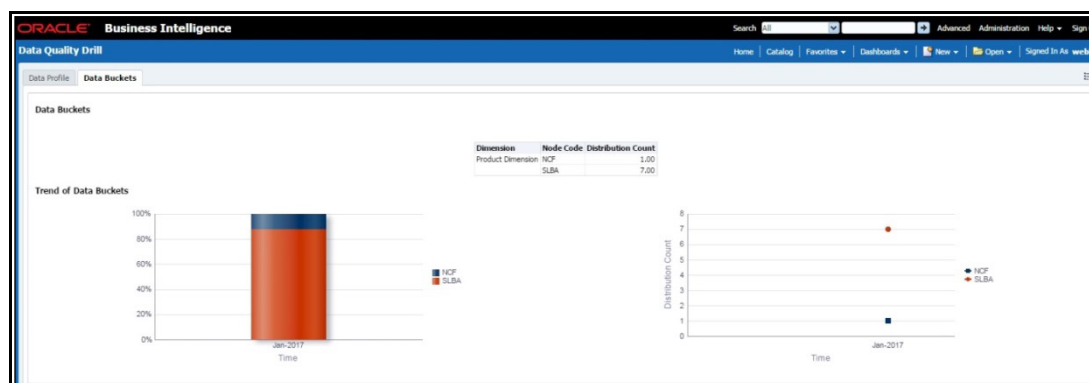 ORACLE Business Intelligence
Search All Advanced Administration Help Sign
Data Quality Drill
Home Catalog Favorites Dashboards New Open Signed In As web
Data Profile Data Buckets
Data Buckets
Dimension Node Code Distribution Count
Product Dimension NCF 1.00
SLBA 7.00
Trend of Data Buckets
100%
80%
60%
40%
20%
0%
Jan-2017
Time
NCF
SLBA
Distribution Count
8
7
6
5
4
3
2
1
0
Jan-2017
Time
NCF
SLBA